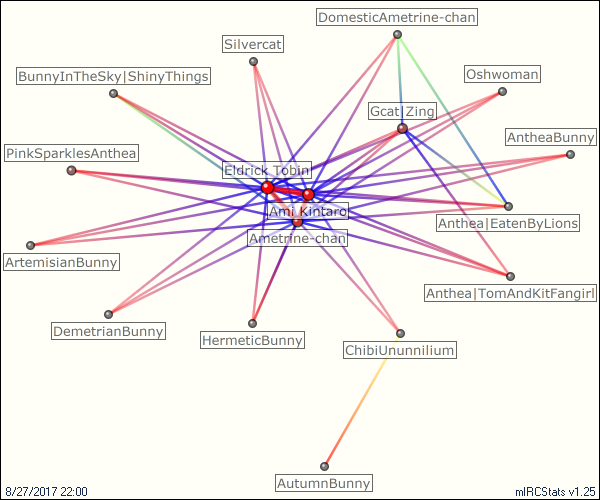 DomesticAmetrine-chan
Silvercat
BunnyInTheSky|ShinyThings
Oshwoman
Gcat|Zing
AntheaBunny
PinkSparklesAnthea
Eldrick_Tobin
Ami_Kintaro
Anthea|EatenByLions
Ametrine-chan
ArtemisianBunny
Anthea|TomAndKitFangirl
DemetrianBunny
HermeticBunny
ChibiUnunnilium
AutumnBunny
8/27/2017 22:00
mIRCStats v1.25